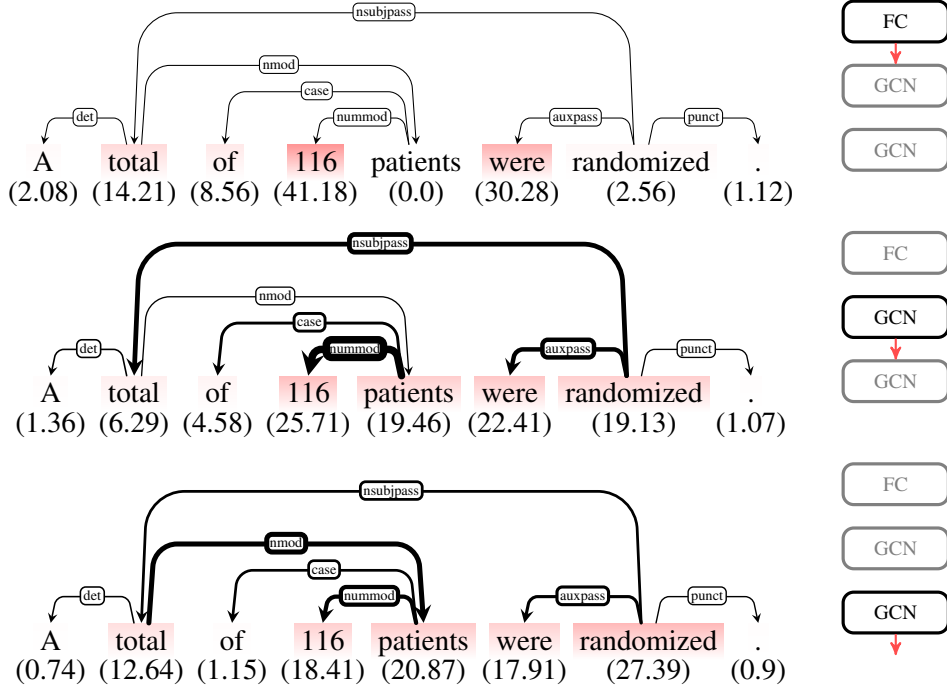 nsubjpass
FC
nmod
GCN
case
det nummod auxpass punct
GCN
A total of 116 patients were randomized .
(2.08) (14.21) (8.56) (41.18) (0.0) (30.28) (2.56) (1.12)
nsubjpass
FC
nmod
GCN
case
det nummod auxpass punct
GCN
A total of 116 patients were randomized .
(1.36) (6.29) (4.58) (25.71) (19.46) (22.41) (19.13) (1.07)
nsubjpass
FC
nmod
GCN
case
det nummod auxpass punct
GCN
A total of 116 patients were randomized .
(0.74) (12.64) (1.15) (18.41) (20.87) (17.91) (27.39) (0.9)